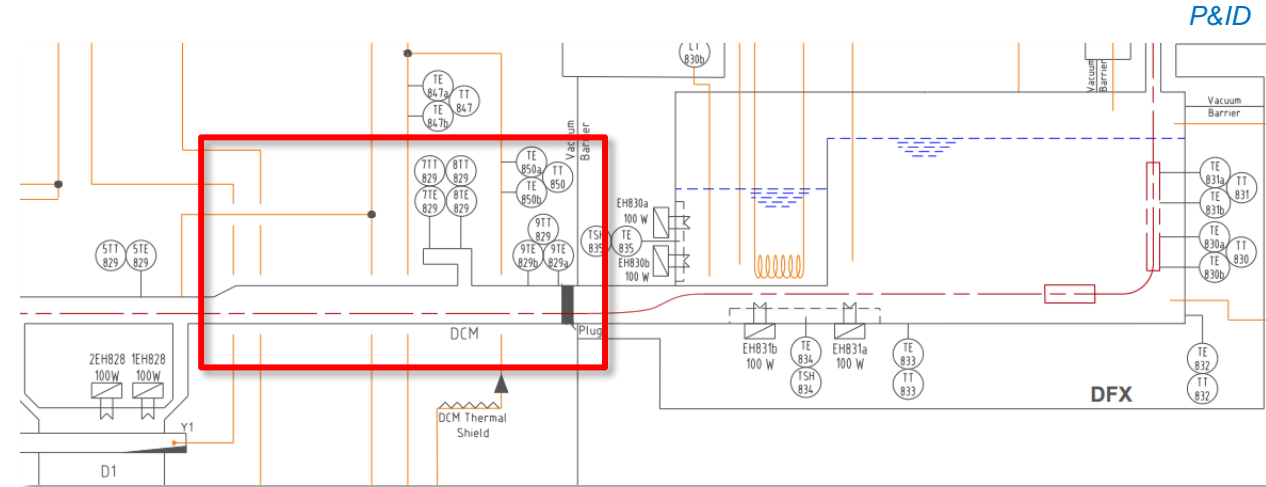 P&ID
LT
830b
Vacuum
Barrier
Vacuum
Barrier
TE
847a
TT
847
TE
847b
Vacuum
Barrier
7TT
829
8TT
829
7TE
829
8TE
829
TE
850a
TT
850
TE
850b
9TT
829
9TE
829b
9TE
829a
5TT
829
5TE
829
EH830a
100 W
TSH
835
TE
835
EH830b
100 W
TE
831a
TT
831
TE
831b
TE
830a
TT
830
TE
830b
DCM
Plug
2EH828
100W
1EH828
100W
EH831b
100 W
TE
834
TSH
834
EH831a
100 W
TE
833
TT
833
TE
832
TT
832
DFX
DCM Thermal
Shield
Y1
D1